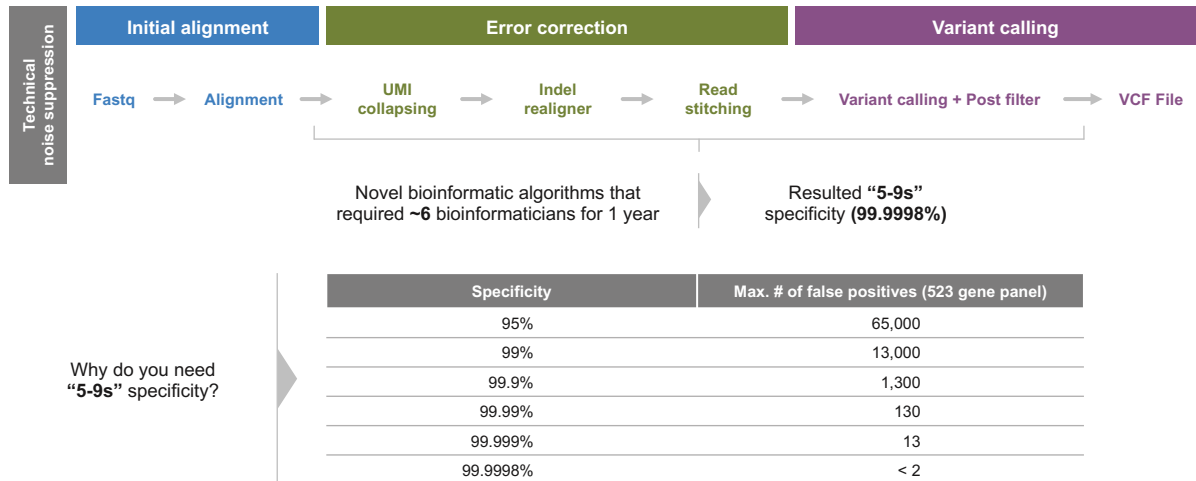 Technical
noise suppression
Initial alignment
Error correction
Variant calling
Fastq
Alignment
UMI
collapsing
Indel
realigner
Read
stitching
Variant calling + Post filter
VCF File
Novel bioinformatic algorithms that
required ~6 bioinformaticians for 1 year
Resulted “5-9s”
specificity (99.9998%)
Why do you need
“5-9s” specificity?
Specificity Max. # of false positives (523 gene panel)
95% 65,000
99% 13,000
99.9% 1,300
99.99% 130
99.999% 13
99.9998% < 2